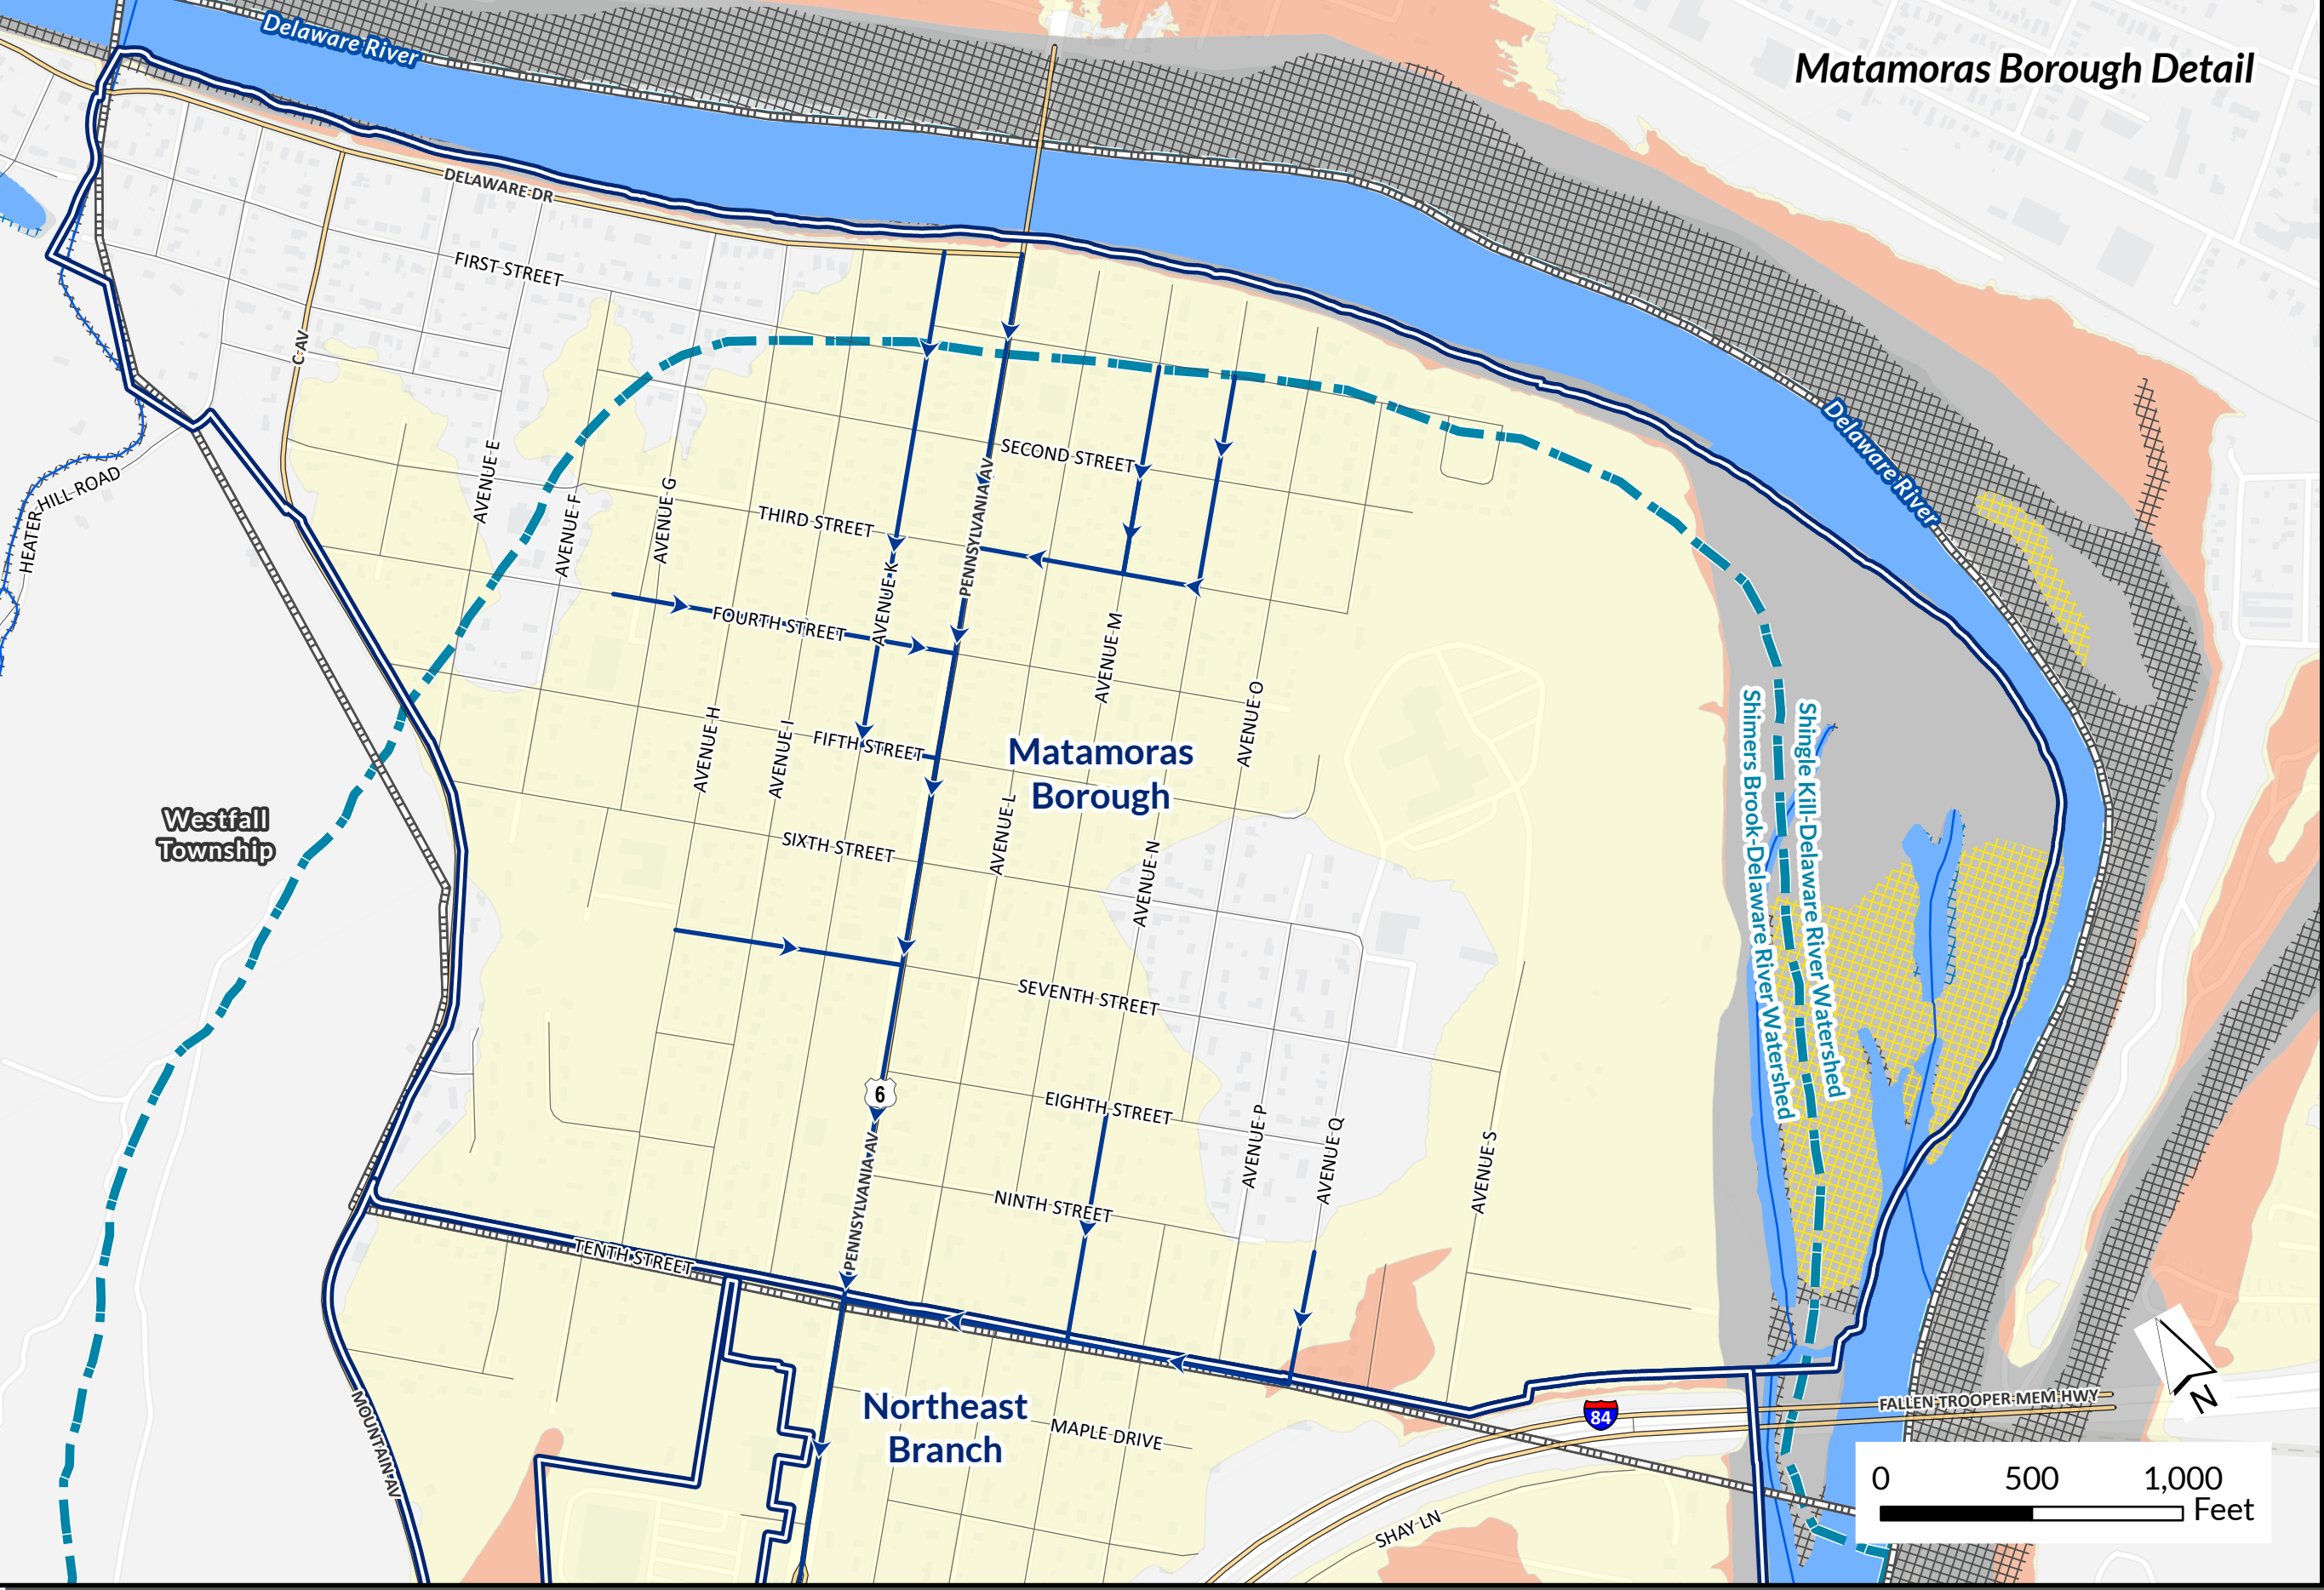 Delaware River
Matamoras Borough Detail
DELAWARE DR
FIRST STREET
C AV
Delaware River
SECOND STREET
AVENUE E
HILL ROAD
HEATER
AVENUE F
AVENUE G
THIRD STREET
PENNSYLVANIA AV
AVENUE K
FOURTH STREET
AVENUE M
AVENUE O
AVENUE H
AVENUE I
FIFTH STREET
Matamoras
Borough
Shimers Brook-Delaware River Watershed
Shingle Kill-Delaware River Watershed
Westfall
Township
SIXTH STREET
AVENUE L
AVENUE N
SEVENTH STREET
6
EIGHTH STREET
AVENUE P
AVENUE Q
AVENUE S
PENNSYLVANIA AV
NINTH STREET
TENTH STREET
MOUNTAIN AV
Northeast
Branch
MAPLE DRIVE
84
FALLEN TROOPER MEM HWY
N
SHAY LN
0 500 1,000
Feet